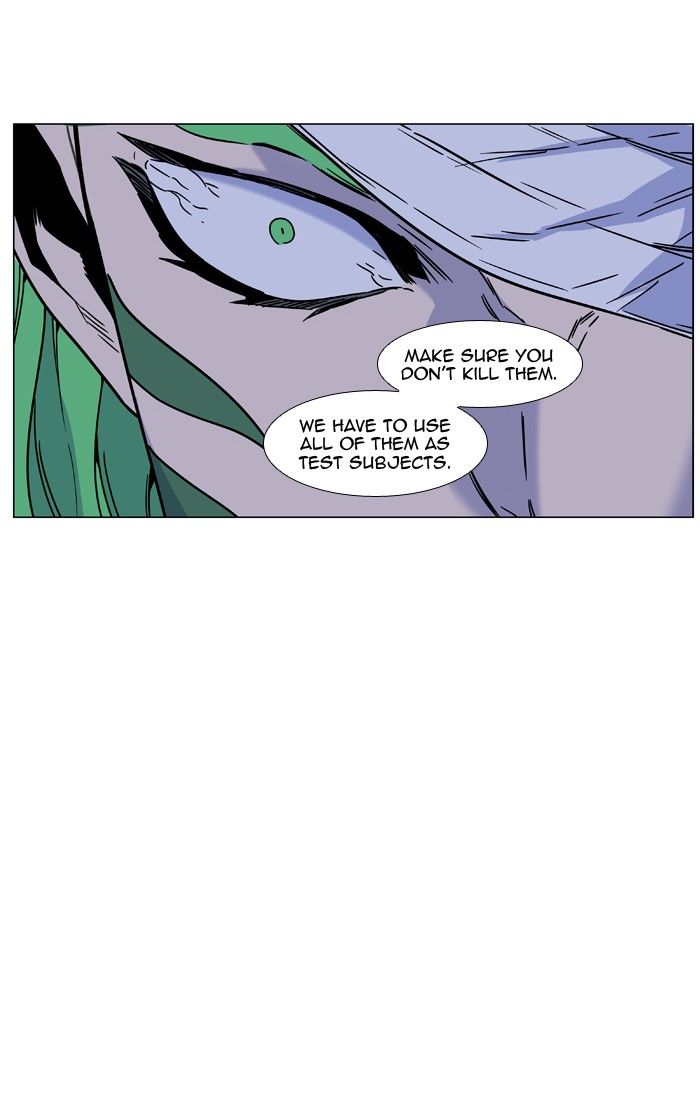 MAKE SURE YOU
DON'T KILL THEM.
WE HAVE TO USE
ALL OF THEM AS
TEST SUBJECTS.